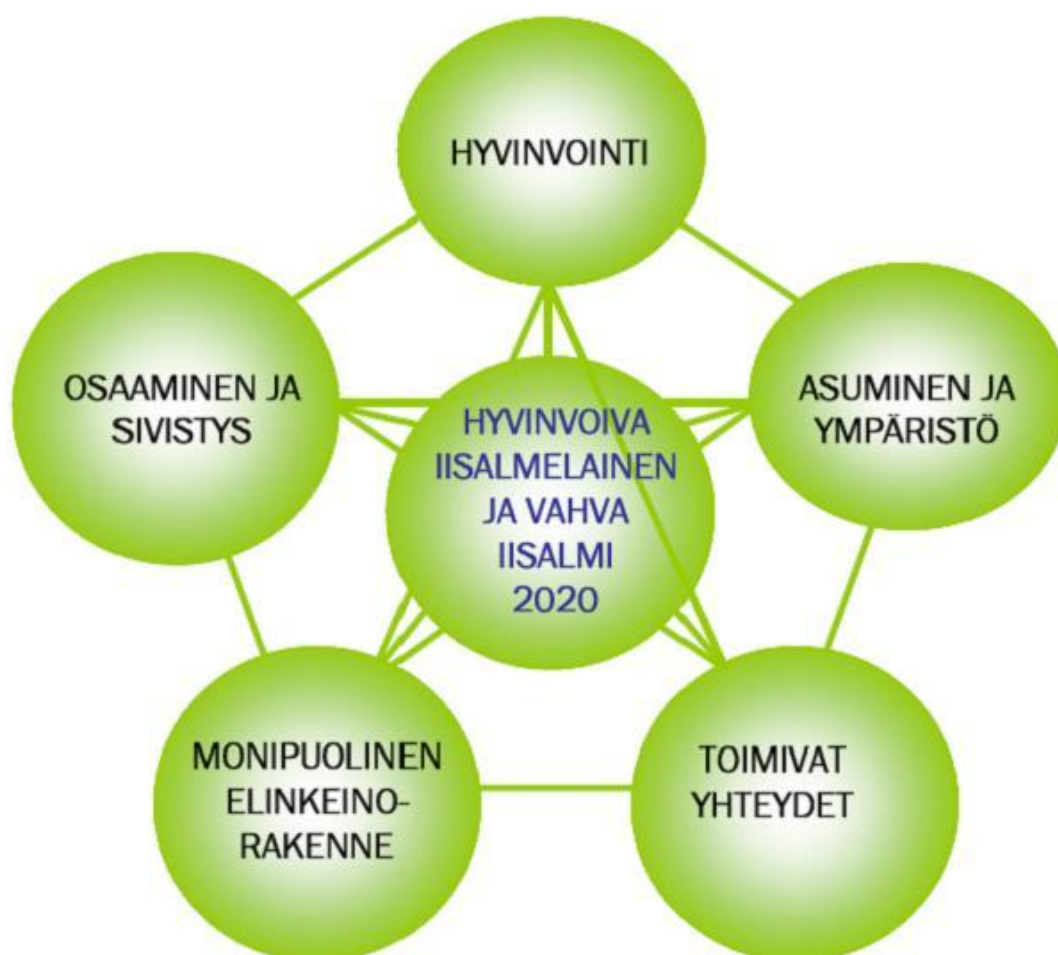 HYVINVOINTI
OSAAMINEN JA
SIVISTYS
ASUMINEN JA
YMPÄRISTÖ
HYVINVOIVA
IISALMELAINEN
JA VAHVA
IISALMI
2020
MONIPUOLINEN
ELINKEINO-
RAKENNE
TOIMIVAT
YHTEYDET